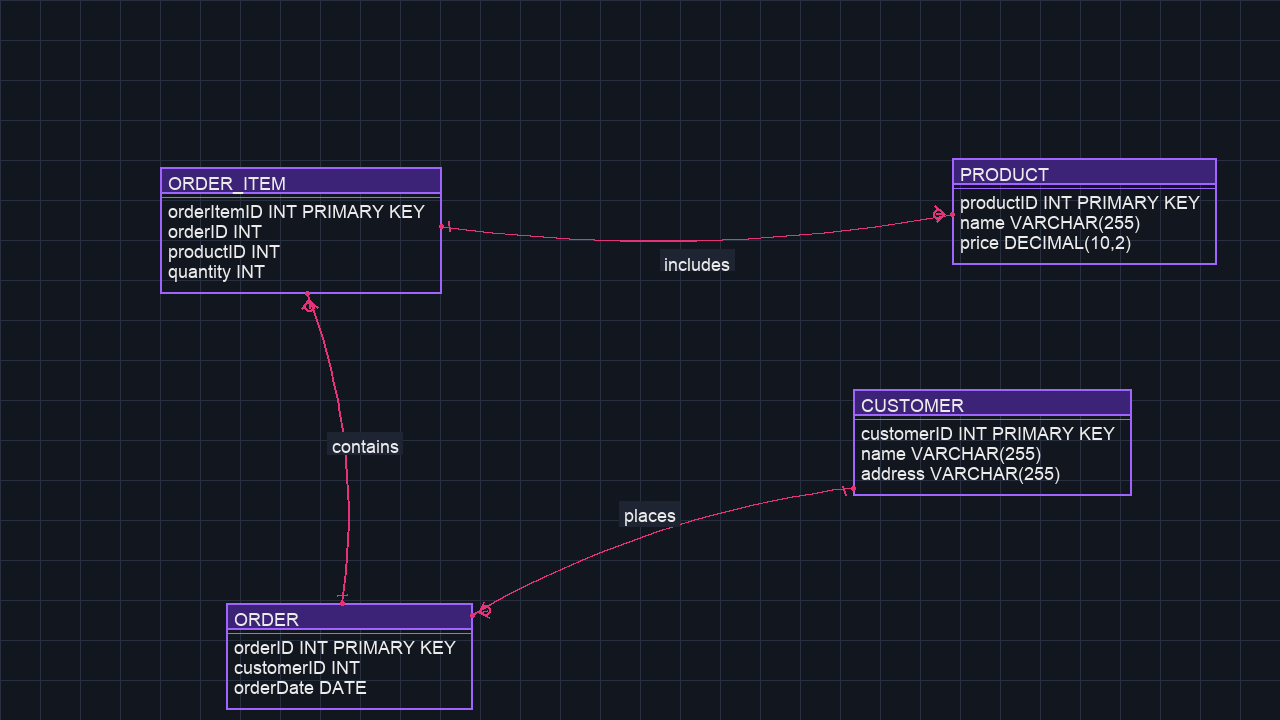 ORDER_ITEM
orderItemID INT PRIMARY KEY
orderID INT
productID INT
quantity INT
PRODUCT
productID INT PRIMARY KEY
name VARCHAR(255)
price DECIMAL(10,2)
includes
contains
CUSTOMER
customerID INT PRIMARY KEY
name VARCHAR(255)
address VARCHAR(255)
places
ORDER
orderID INT PRIMARY KEY
customerID INT
orderDate DATE